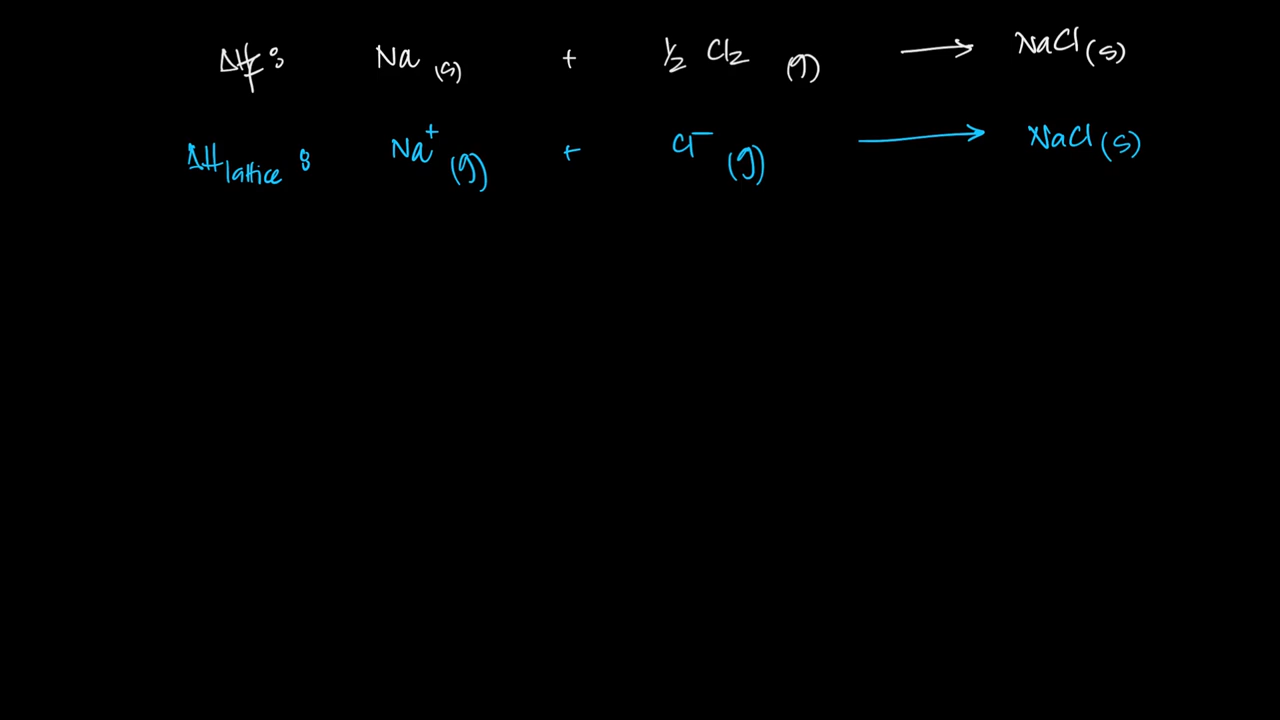 ΔHf : Na (s) + 1/2 Cl2 (g) → NaCl (s)
ΔHlattice : Na+ (g) + Cl− (g) → NaCl (s)